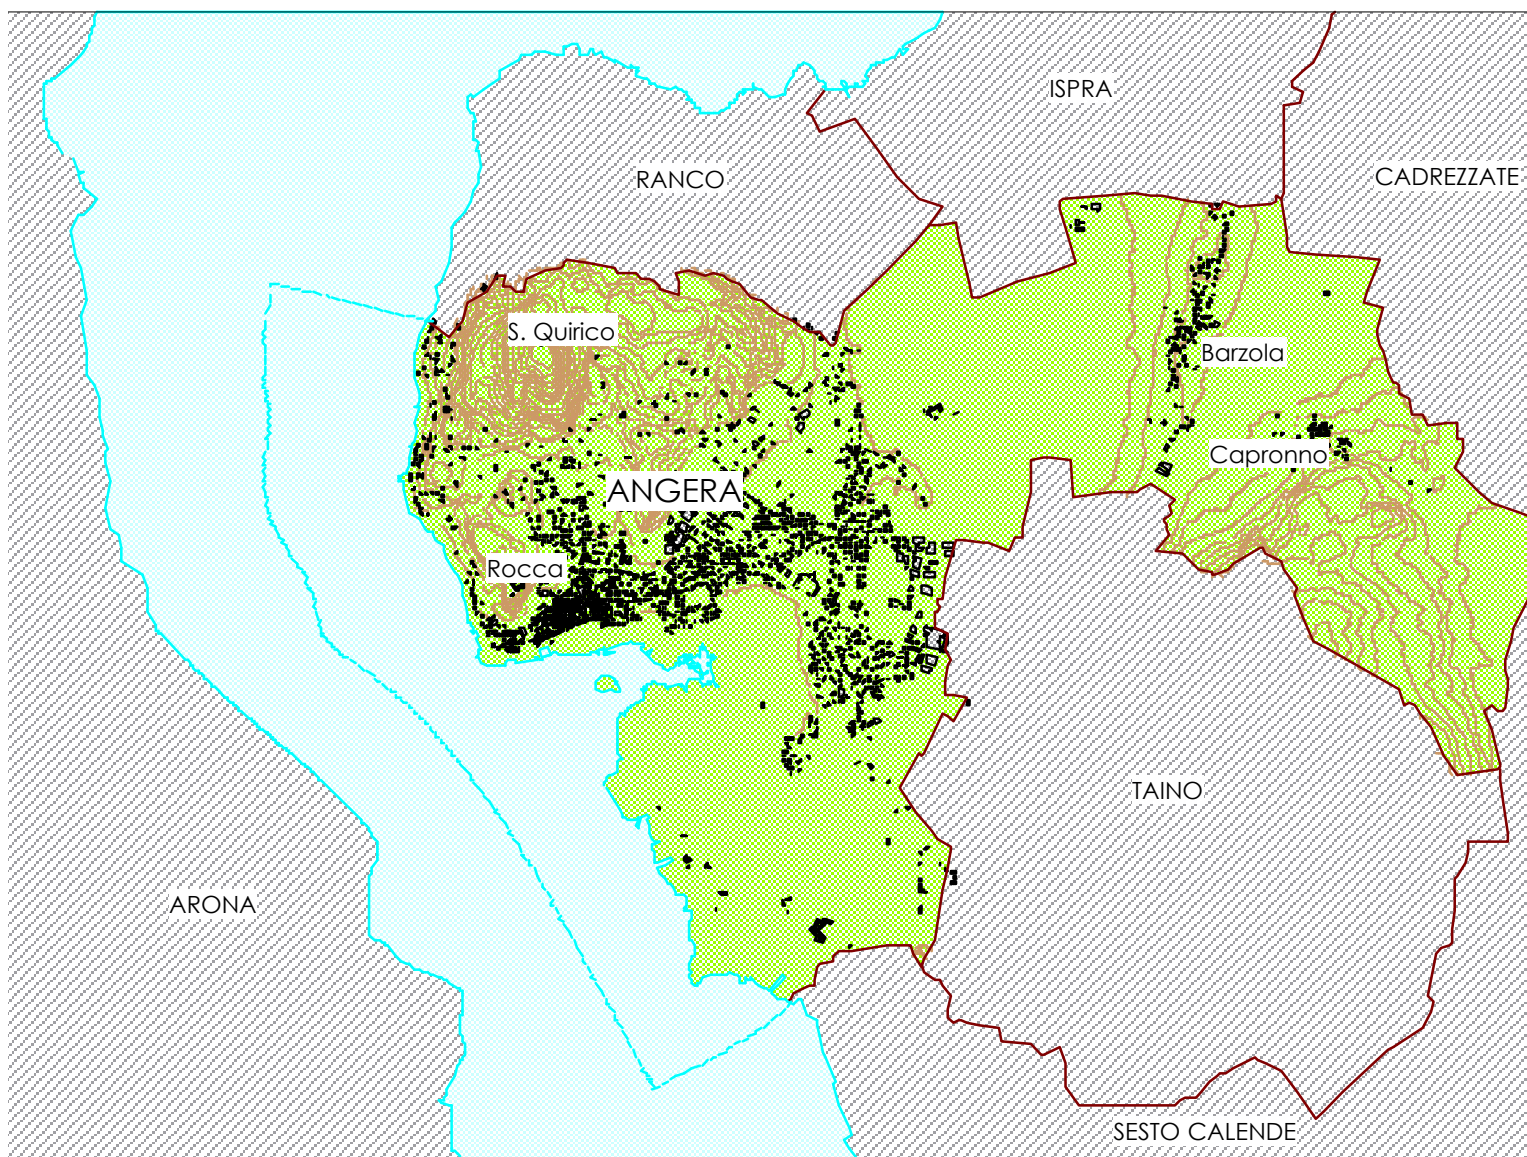 ISPRA
RANCO
CADREZZATE
S. Quirico
Barzola
Capronno
ANGERA
Rocca
TAINO
ARONA
SESTO CALENDE